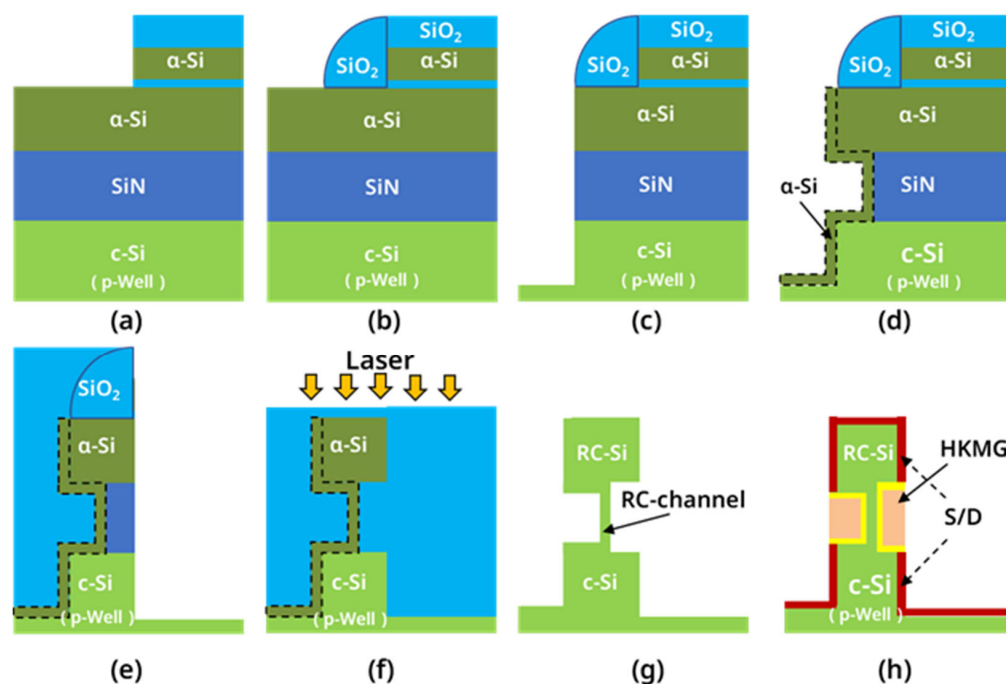 α-Si
α-Si
SiN
c-Si
( p-Well )
(a)
SiO₂
SiO₂
α-Si
α-Si
SiN
c-Si
( p-Well )
(b)
SiO₂
SiO₂
α-Si
α-Si
SiN
c-Si
( p-Well )
(c)
SiO₂
SiO₂
α-Si
α-Si
α-Si
SiN
c-Si
( p-Well )
(d)
SiO₂
α-Si
c-Si
( p-Well )
(e)
Laser
α-Si
c-Si
( p-Well )
(f)
RC-Si
RC-channel
c-Si
(g)
RC-Si
HKMG
S/D
c-Si
( p-Well )
(h)